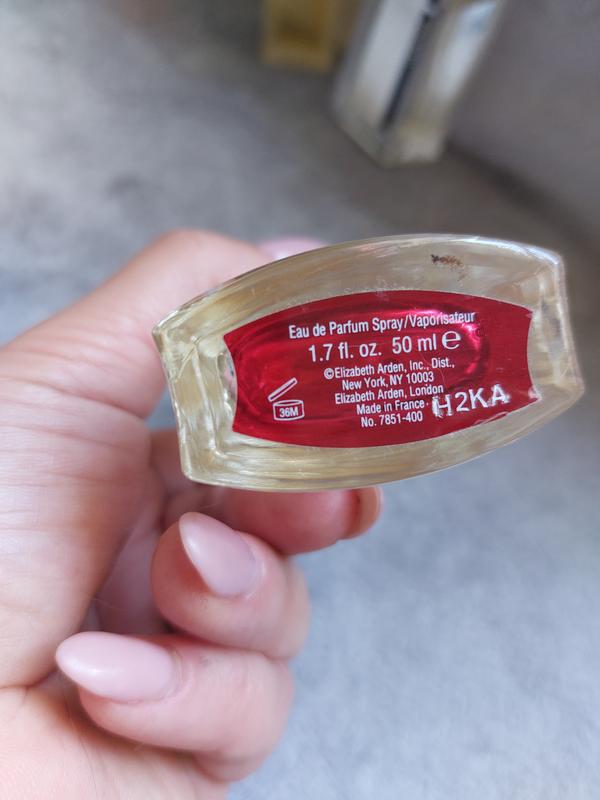 Eau de Parfum Spray/Vaporisateur
1.7 fl. oz. 50 ml ℮
©Elizabeth Arden, Inc., Dist.,
New York, NY 10003
Elizabeth Arden, London
Made in France·
No. 7851-400
H2KA
36M